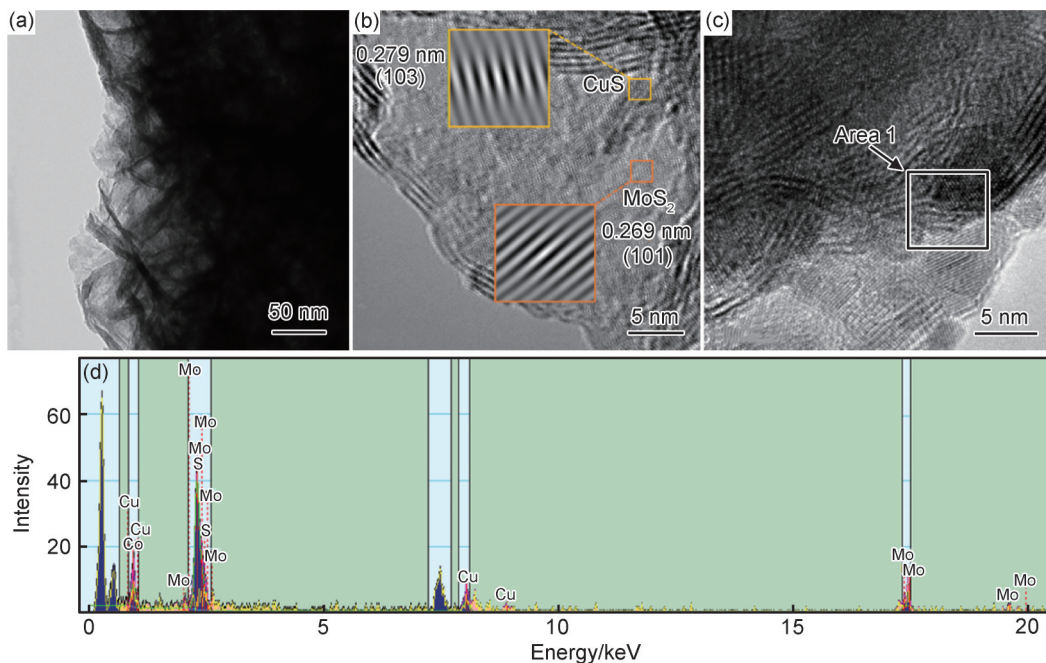 (a)
50 nm
(b)
0.279 nm
(103)
CuS
MoS2
0.269 nm
(101)
5 nm
(c)
Area 1
5 nm
(d)
Intensity
60
40
20
Cu
Cu
Co
Mo
Mo
Mo
S
Mo
S
Mo
Mo
Cu
Cu
Mo
Mo
Mo
Mo
0
5
10
15
20
Energy/keV